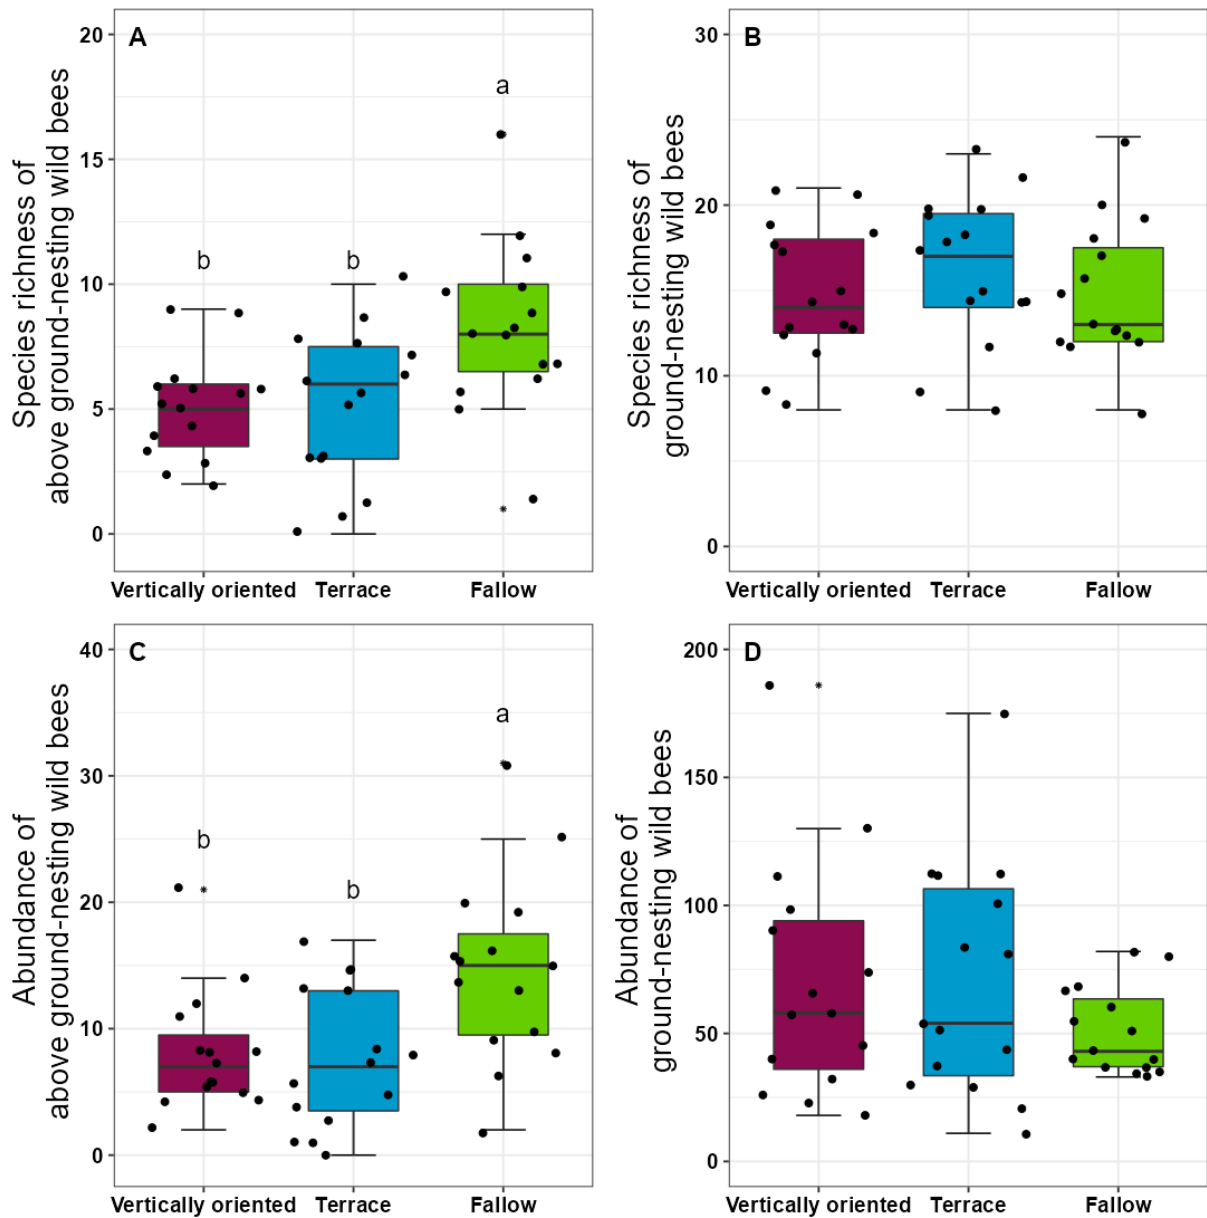 A
Species richness of
above ground-nesting wild bees
20
15
10
5
0
b
b
a
Vertically oriented
Terrace
Fallow
B
Species richness of
ground-nesting wild bees
30
20
10
0
Vertically oriented
Terrace
Fallow
C
Abundance of
above ground-nesting wild bees
40
30
20
10
0
b
b
a
Vertically oriented
Terrace
Fallow
D
Abundance of
ground-nesting wild bees
200
150
100
50
0
Vertically oriented
Terrace
Fallow